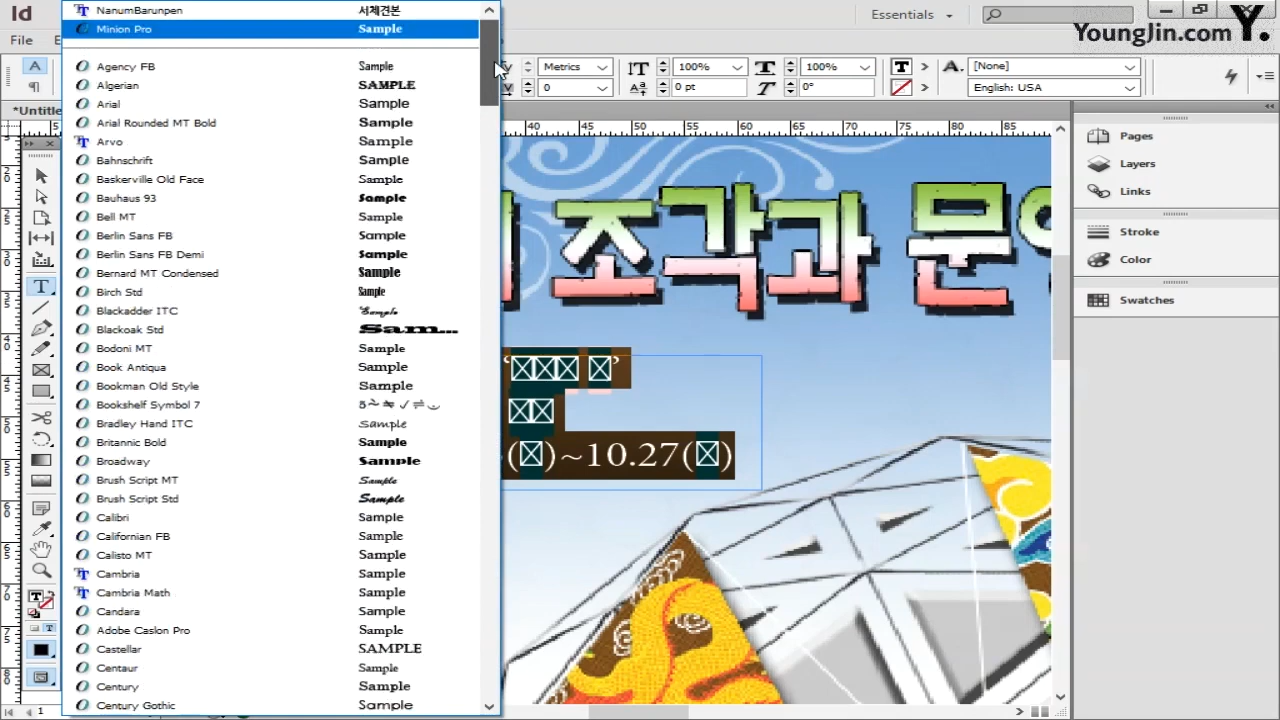 Id
Essentials
YoungJin.com Y.
File
NanumBarunpen 서체견본
Minion Pro Sample
Agency FB Sample
Algerian SAMPLE
Arial Sample
Arial Rounded MT Bold Sample
Arvo Sample
Bahnschrift Sample
Baskerville Old Face Sample
Bauhaus 93 Sample
Bell MT Sample
Berlin Sans FB Sample
Berlin Sans FB Demi Sample
Bernard MT Condensed Sample
Birch Std Sample
Blackadder ITC Sample
Blackoak Std Sam...
Bodoni MT Sample
Book Antiqua Sample
Bookman Old Style Sample
Bookshelf Symbol 7
Bradley Hand ITC Sample
Britannic Bold Sample
Broadway Sample
Brush Script MT Sample
Brush Script Std Sample
Calibri Sample
Californian FB Sample
Calisto MT Sample
Cambria Sample
Cambria Math Sample
Candara Sample
Adobe Caslon Pro Sample
Castellar SAMPLE
Centaur Sample
Century Sample
Century Gothic Sample
Metrics 100% 100% [None]
0 0 pt 0° English: USA
*Untitle
40 45 50 55 60 65 70 75 80 85
조각과
(☒)~10.27(☒)
Pages
Layers
Links
Stroke
Color
Swatches
1